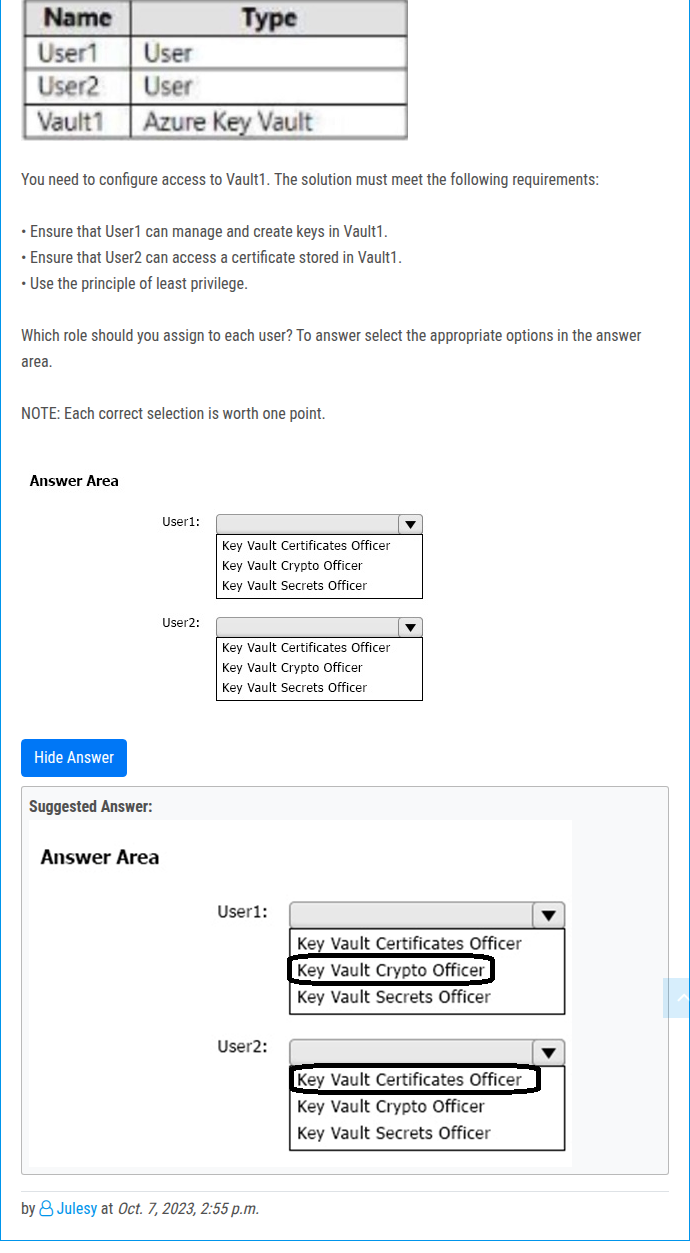 Name Type
User1 User
User2 User
Vault1 Azure Key Vault
You need to configure access to Vault1. The solution must meet the following requirements:
• Ensure that User1 can manage and create keys in Vault1.
• Ensure that User2 can access a certificate stored in Vault1.
• Use the principle of least privilege.
Which role should you assign to each user? To answer select the appropriate options in the answer
area.
NOTE: Each correct selection is worth one point.
Answer Area
User1:
Key Vault Certificates Officer
Key Vault Crypto Officer
Key Vault Secrets Officer
User2:
Key Vault Certificates Officer
Key Vault Crypto Officer
Key Vault Secrets Officer
Hide Answer
Suggested Answer:
Answer Area
User1:
Key Vault Certificates Officer
Key Vault Crypto Officer
Key Vault Secrets Officer
User2:
Key Vault Certificates Officer
Key Vault Crypto Officer
Key Vault Secrets Officer
by Julesy at Oct. 7, 2023, 2:55 p.m.